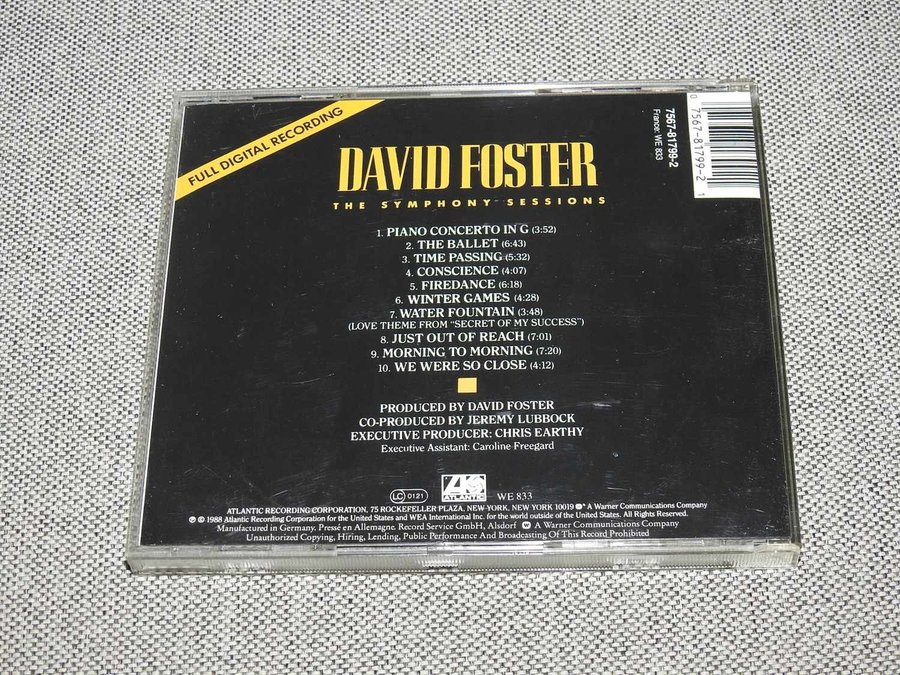 FULL DIGITAL RECORDING
7567-81799-2
France: WE 833
0 7567-81799-2 1
DAVID FOSTER
THE SYMPHONY SESSIONS
1. PIANO CONCERTO IN G (3:52)
2. THE BALLET (6:43)
3. TIME PASSING (5:32)
4. CONSCIENCE (4:07)
5. FIREDANCE (6:18)
6. WINTER GAMES (4:28)
7. WATER FOUNTAIN (3:48)
(LOVE THEME FROM "SECRET OF MY SUCCESS")
8. JUST OUT OF REACH (7:01)
9. MORNING TO MORNING (7:20)
10. WE WERE SO CLOSE (4:12)
PRODUCED BY DAVID FOSTER
CO-PRODUCED BY JEREMY LUBBOCK
EXECUTIVE PRODUCER: CHRIS EARTHY
Executive Assistant: Caroline Freegard
LC 0121 ATLANTIC WE 833
ATLANTIC RECORDING CORPORATION, 75 ROCKEFELLER PLAZA, NEW YORK, NEW YORK 10019 A Warner Communications Company
℗ © 1988 Atlantic Recording Corporation for the United States and WEA International Inc. for the world outside of the United States. All Rights Reserved.
Manufactured in Germany. Pressé en Allemagne. Record Service GmbH, Alsdorf A Warner Communications Company
Unauthorized Copying, Hiring, Lending, Public Performance And Broadcasting Of This Record Prohibited